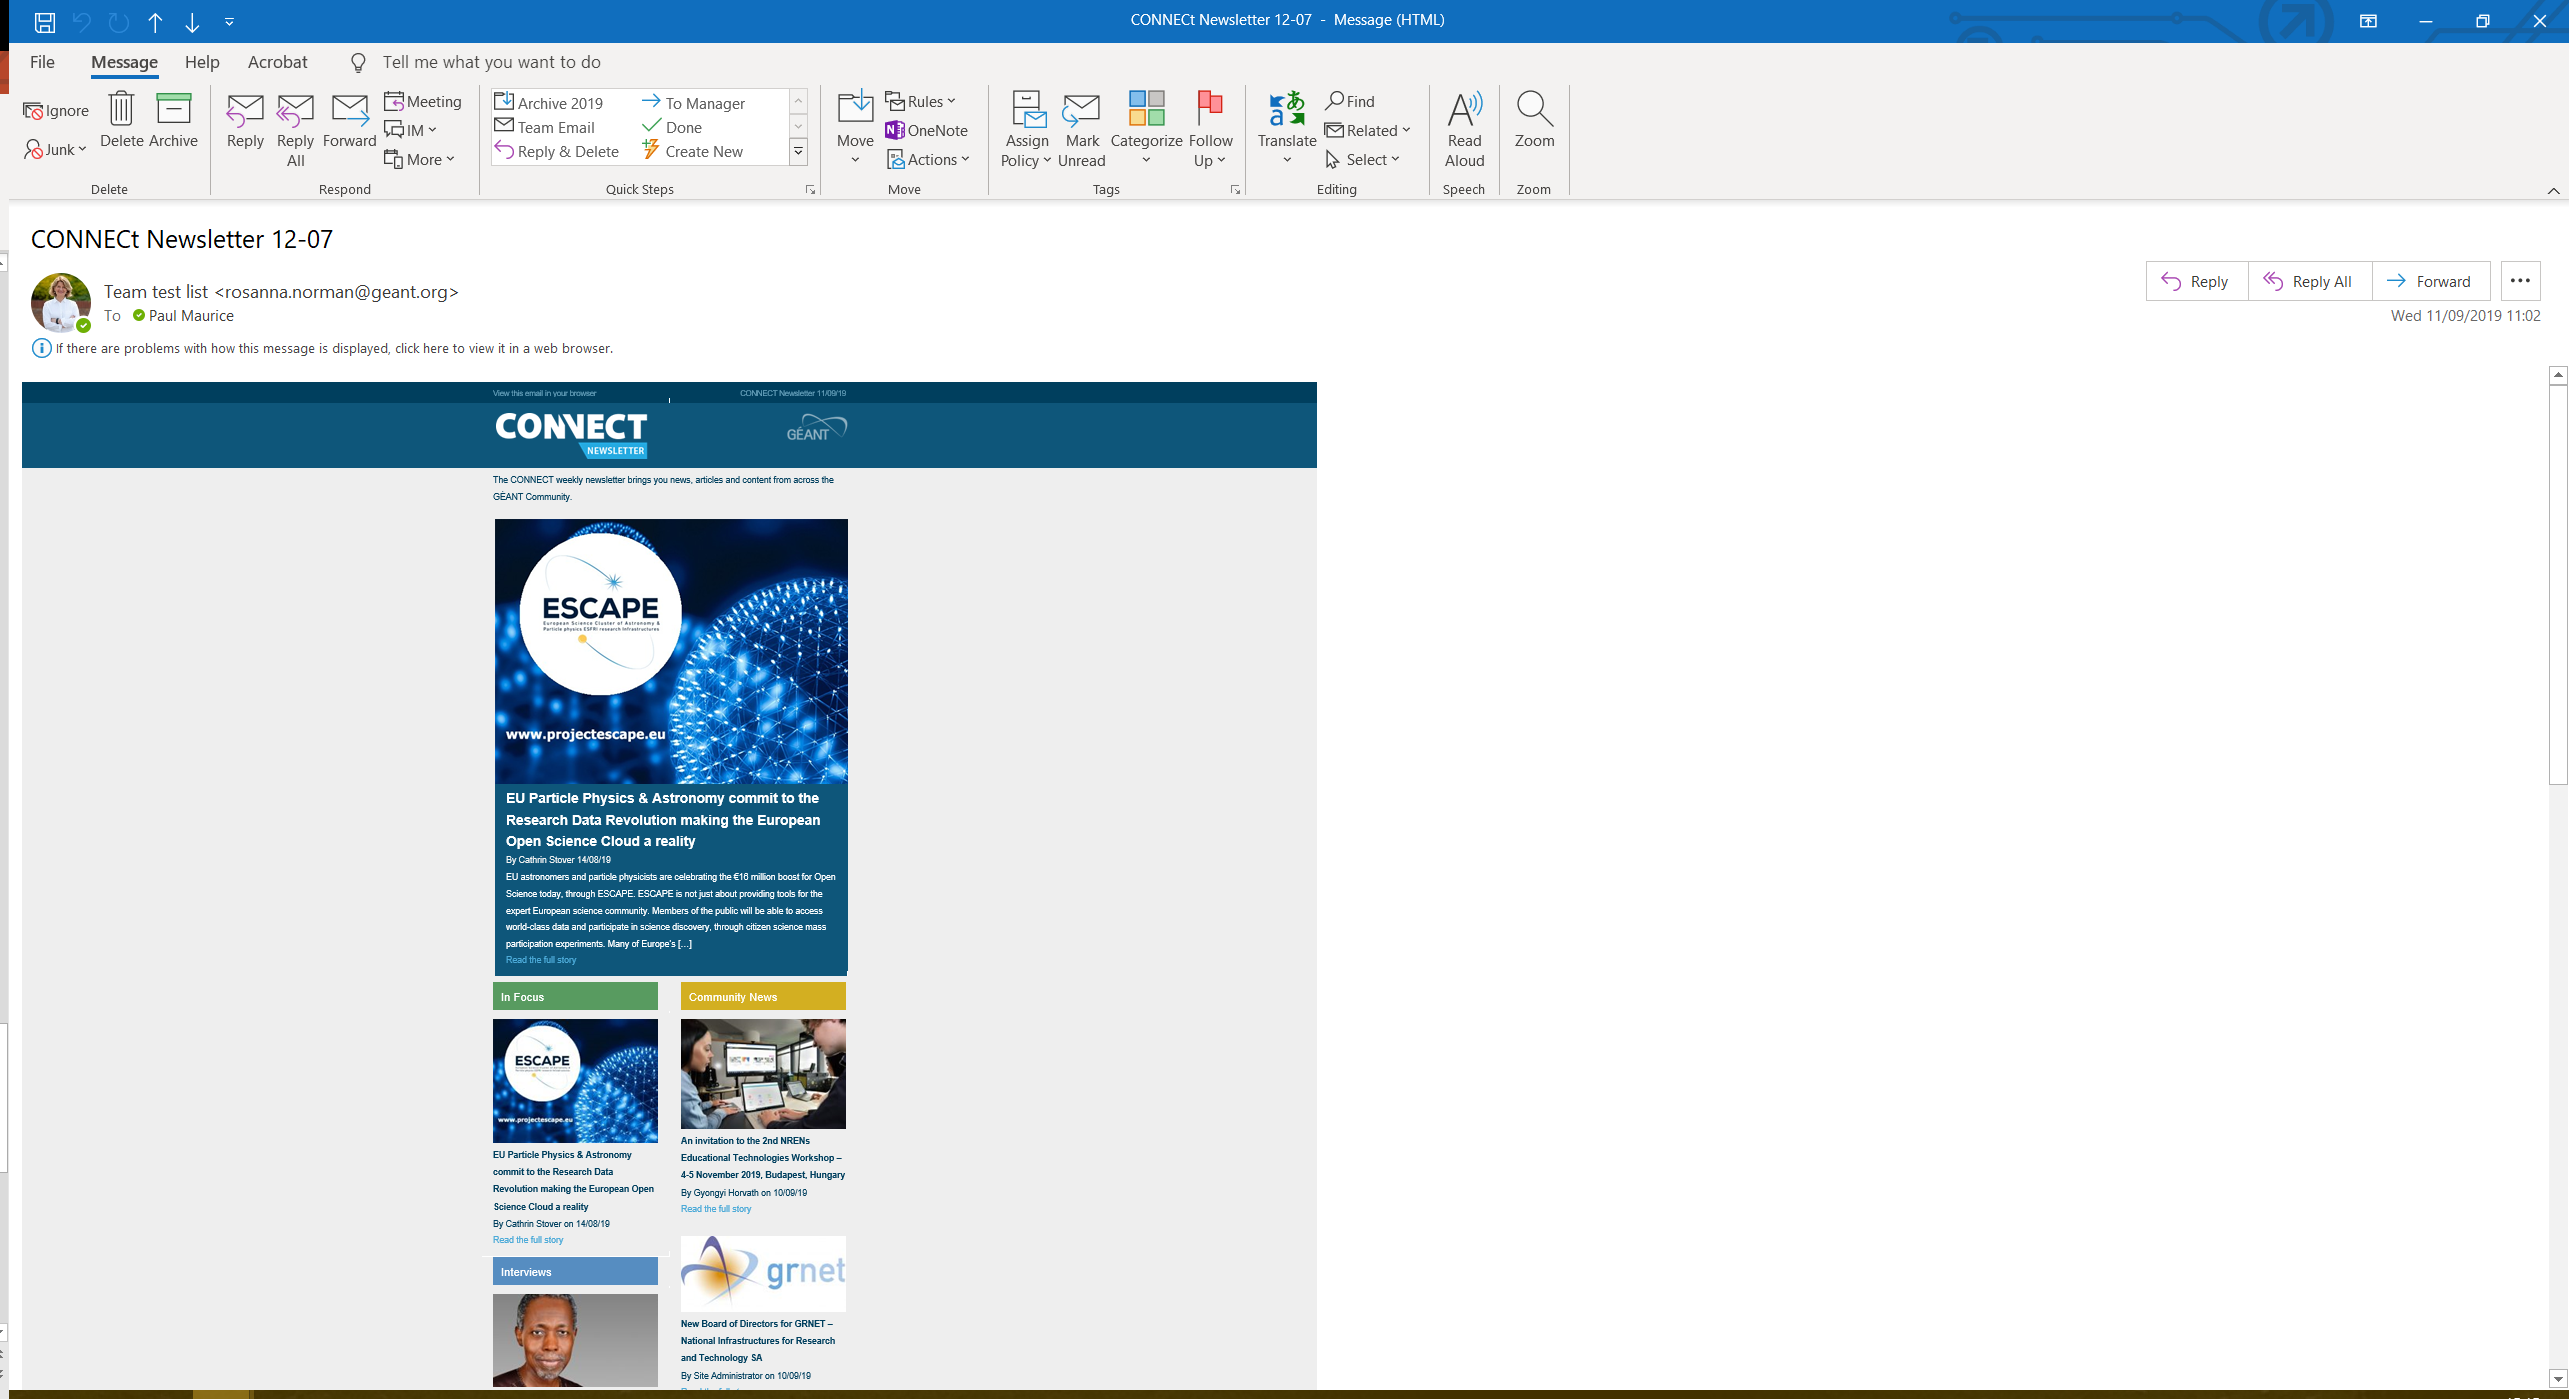 CONNECt Newsletter 12-07 - Message (HTML)
File Message Help Acrobat Tell me what you want to do
Ignore
Junk
Delete
Archive
Delete
Reply
Reply All
Forward
Meeting
IM
More
Respond
Archive 2019
Team Email
Reply & Delete
To Manager
Done
Create New
Quick Steps
Move
Rules
OneNote
Actions
Move
Assign Policy
Mark Unread
Categorize
Follow Up
Tags
Translate
Find
Related
Select
Editing
Read Aloud
Speech
Zoom
Zoom
CONNECt Newsletter 12-07
Team test list <rosanna.norman@geant.org>
To Paul Maurice
Reply Reply All Forward
Wed 11/09/2019 11:02
If there are problems with how this message is displayed, click here to view it in a web browser.
View this email in your browser
CONNECT Newsletter 11/09/19
CONNECT
NEWSLETTER
GÉANT
The CONNECT weekly newsletter brings you news, articles and content from across the
GÉANT Community.
ESCAPE
European Science Cluster of Astronomy &
Particle physics ESFRI research Infrastructures
www.projectescape.eu
EU Particle Physics & Astronomy commit to the
Research Data Revolution making the European
Open Science Cloud a reality
By Cathrin Stover 14/08/19
EU astronomers and particle physicists are celebrating the €16 million boost for Open
Science today, through ESCAPE. ESCAPE is not just about providing tools for the
expert European science community. Members of the public will be able to access
world-class data and participate in science discovery, through citizen science mass
participation experiments. Many of Europe's [...]
Read the full story
In Focus
ESCAPE
www.projectescape.eu
EU Particle Physics & Astronomy
commit to the Research Data
Revolution making the European Open
Science Cloud a reality
By Cathrin Stover on 14/08/19
Read the full story
Interviews
Community News
An invitation to the 2nd NRENs
Educational Technologies Workshop –
4-5 November 2019, Budapest, Hungary
By Gyongyi Horvath on 10/09/19
Read the full story
grnet
New Board of Directors for GRNET –
National Infrastructures for Research
and Technology SA
By Site Administrator on 10/09/19